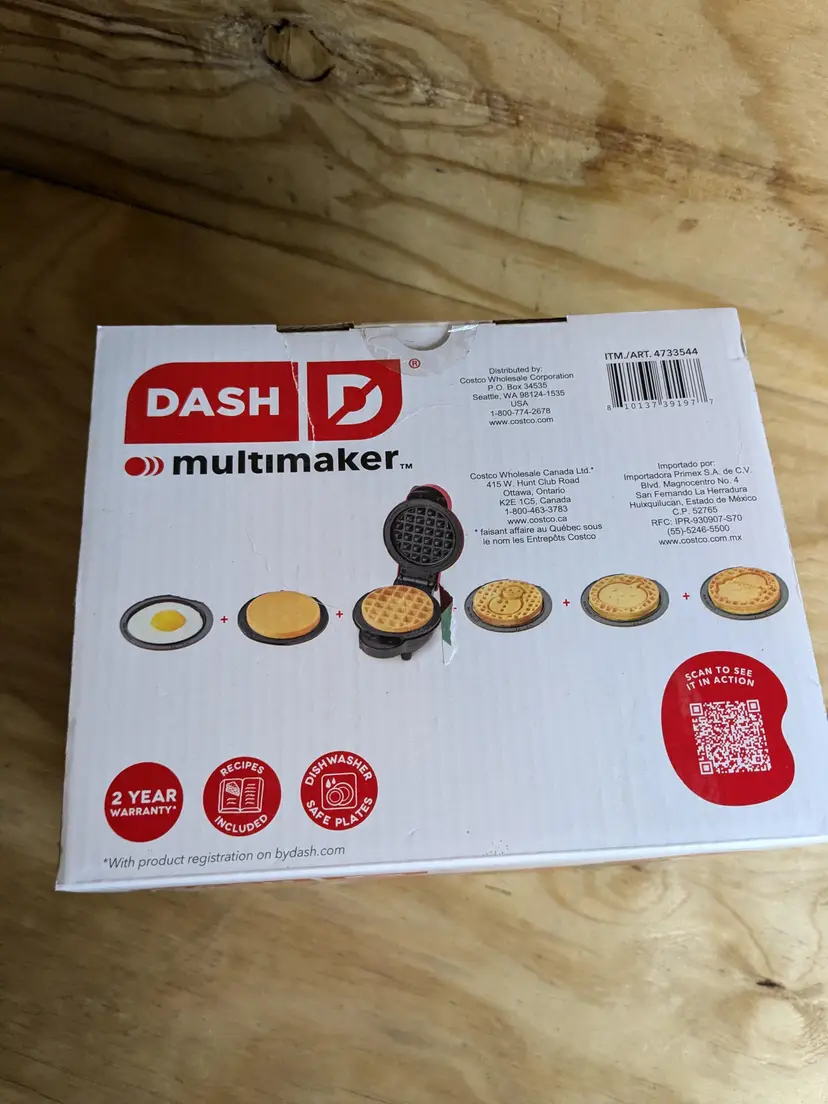 DASH
®
multimaker™
Distributed by:
Costco Wholesale Corporation
P.O. Box 34535
Seattle, WA 98124-1535
USA
1-800-774-2678
www.costco.com
ITM./ART. 4733544
8 10137 39197 7
Costco Wholesale Canada Ltd.*
415 W. Hunt Club Road
Ottawa, Ontario
K2E 1C5, Canada
1-800-463-3783
www.costco.ca
* faisant affaire au Québec sous
le nom les Entrepôts Costco
Importado por:
Importadora Primex S.A. de C.V.
Blvd. Magnocentro No. 4
San Fernando La Herradura
Huixquilucan, Estado de México
C.P. 52765
RFC: IPR-930907-S70
(55)-5246-5500
www.costco.com.mx
+
+
+
+
SCAN TO SEE
IT IN ACTION
2 YEAR
WARRANTY*
RECIPES
INCLUDED
DISHWASHER
SAFE PLATES
*With product registration on bydash.com